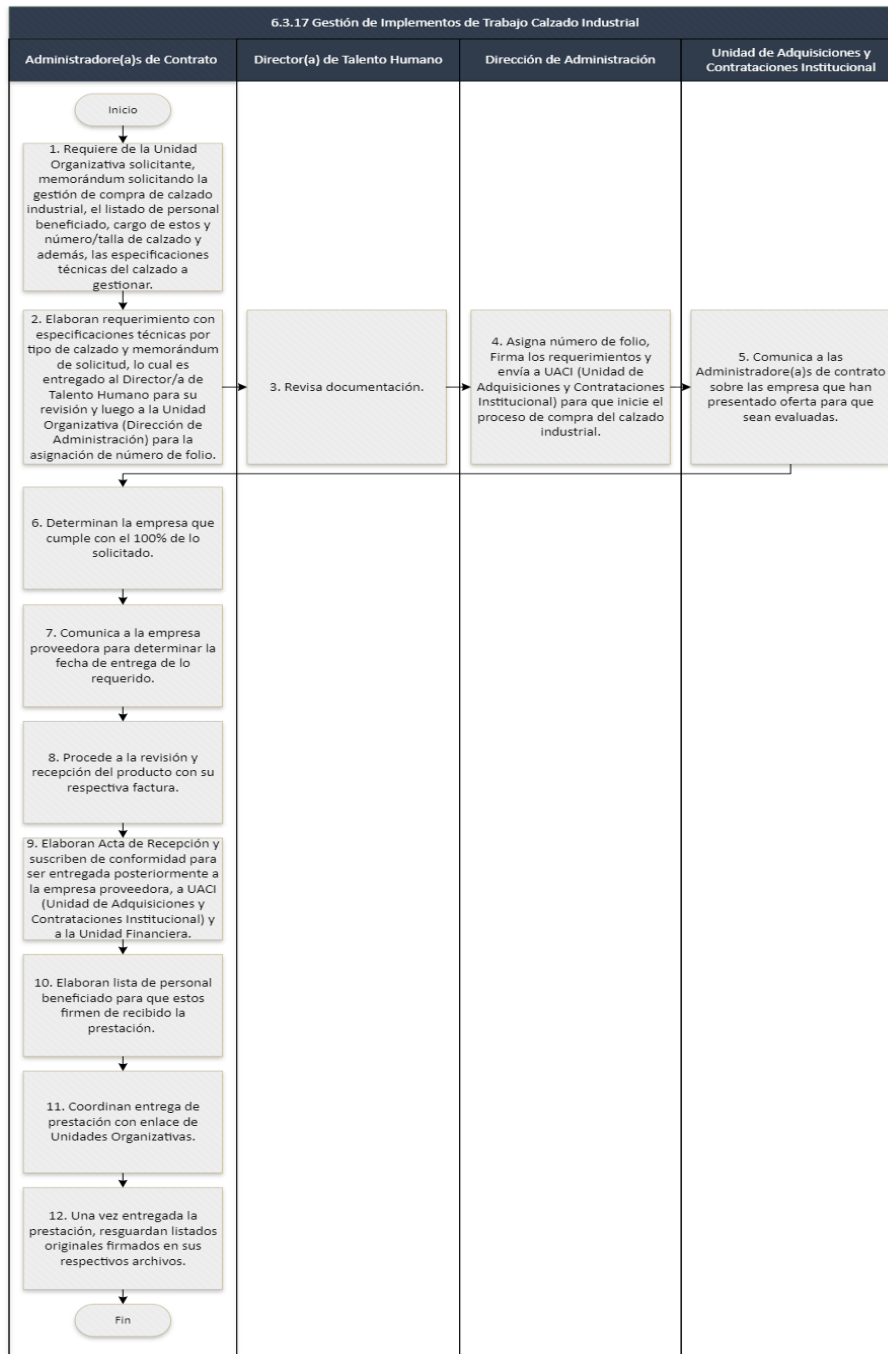 6.3.17 Gestión de Implementos de Trabajo Calzado Industrial
Administradore(a)s de Contrato
Director(a) de Talento Humano
Dirección de Administración
Unidad de Adquisiciones y
Contrataciones Institucional
Inicio
1. Requiere de la Unidad
Organizativa solicitante,
memorándum solicitando la
gestión de compra de calzado
industrial, el listado de personal
beneficiado, cargo de estos y
número/talla de calzado y
además, las especificaciones
técnicas del calzado a
gestionar.
2. Elaboran requerimiento con
especificaciones técnicas por
tipo de calzado y memorándum
de solicitud, lo cual es
entregado al Director/a de
Talento Humano para su
revisión y luego a la Unidad
Organizativa (Dirección de
Administración) para la
asignación de número de folio.
3. Revisa documentación.
4. Asigna número de folio,
Firma los requerimientos y
envía a UACI (Unidad de
Adquisiciones y Contrataciones
Institucional) para que inicie el
proceso de compra del calzado
industrial.
5. Comunica a las
Administradore(a)s de contrato
sobre las empresa que han
presentado oferta para que
sean evaluadas.
6. Determinan la empresa que
cumple con el 100% de lo
solicitado.
7. Comunica a la empresa
proveedora para determinar la
fecha de entrega de lo
requerido.
8. Procede a la revisión y
recepción del producto con su
respectiva factura.
9. Elaboran Acta de Recepción y
suscriben de conformidad para
ser entregada posteriormente a
la empresa proveedora, a UACI
(Unidad de Adquisiciones y
Contrataciones Institucional) y
a la Unidad Financiera.
10. Elaboran lista de personal
beneficiado para que estos
firmen de recibido la
prestación.
11. Coordinan entrega de
prestación con enlace de
Unidades Organizativas.
12. Una vez entregada la
prestación, resguardan listados
originales firmados en sus
respectivos archivos.
Fin